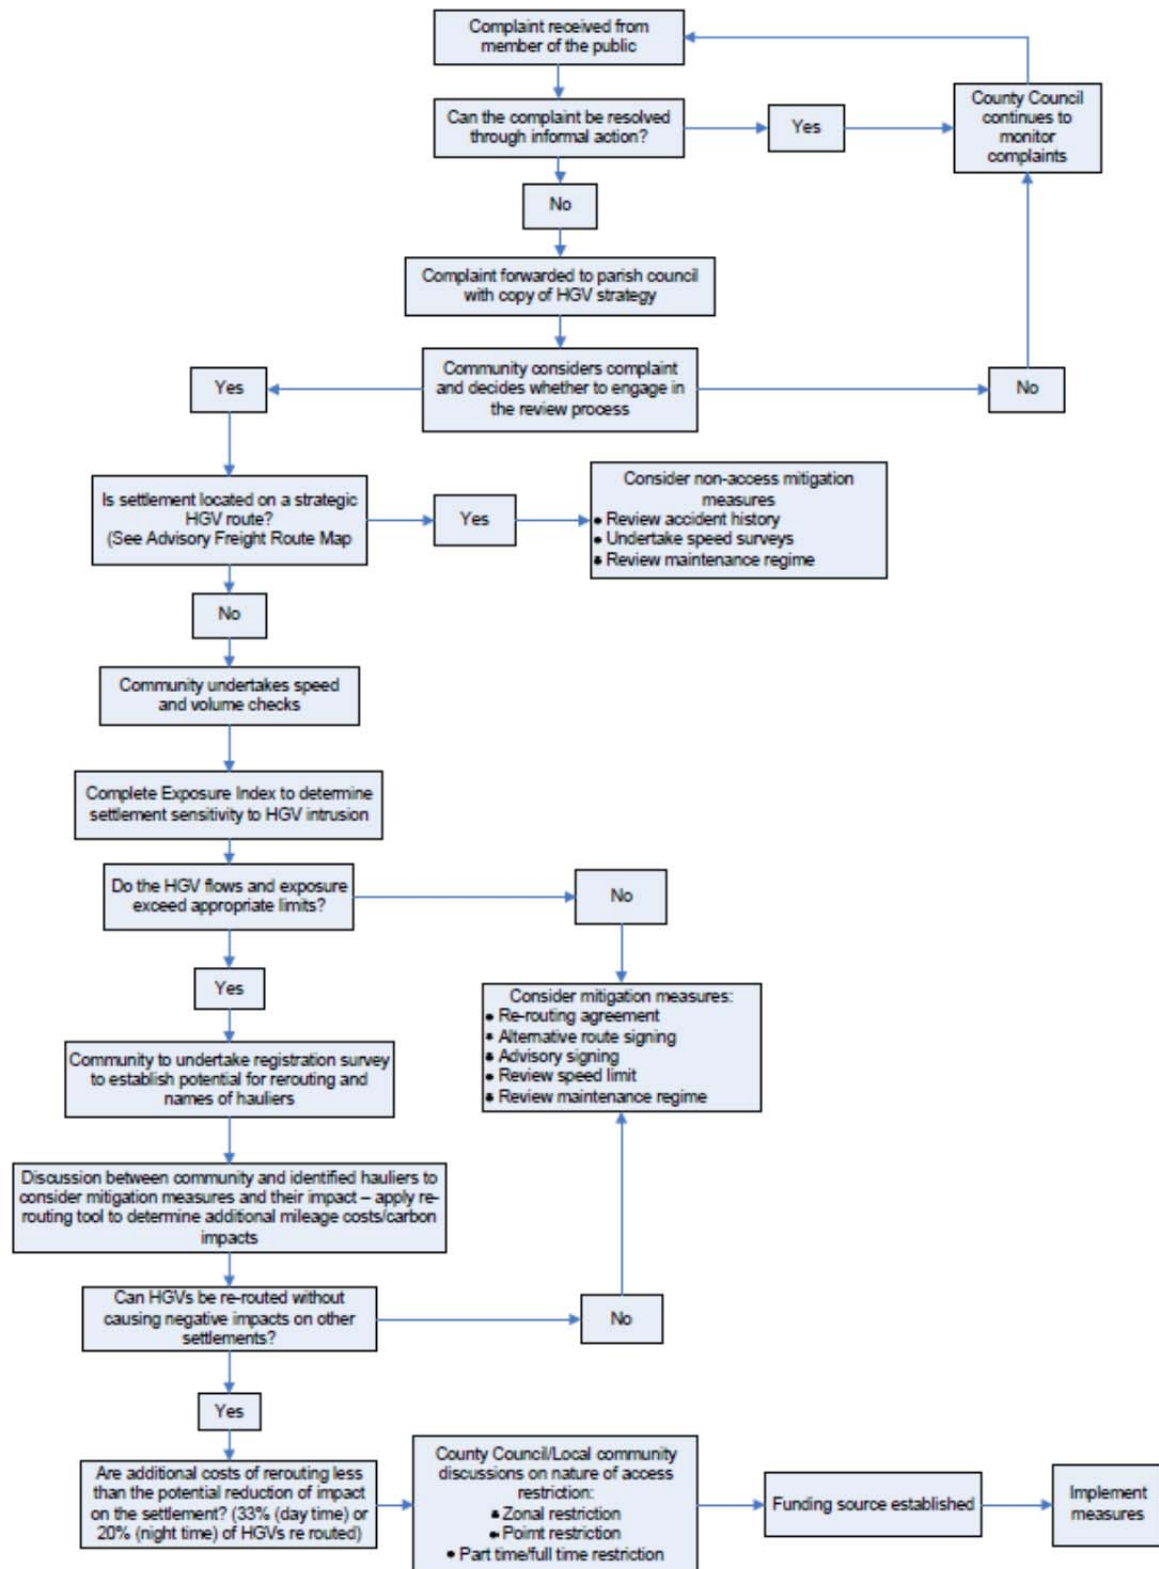 Complaint received from
member of the public
Can the complaint be resolved
through informal action?
Yes
County Council
continues to
monitor
complaints
No
Complaint forwarded to parish council
with copy of HGV strategy
Yes
Community considers complaint
and decides whether to engage in
the review process
No
Is settlement located on a strategic
HGV route?
(See Advisory Freight Route Map
Yes
Consider non-access mitigation
measures
● Review accident history
● Undertake speed surveys
● Review maintenance regime
No
Community undertakes speed
and volume checks
Complete Exposure Index to determine
settlement sensitivity to HGV intrusion
Do the HGV flows and exposure
exceed appropriate limits?
No
Yes
Consider mitigation measures:
● Re-routing agreement
● Alternative route signing
● Advisory signing
● Review speed limit
● Review maintenance regime
Community to undertake registration survey
to establish potential for rerouting and
names of hauliers
Discussion between community and identified hauliers to
consider mitigation measures and their impact – apply re-
routing tool to determine additional mileage costs/carbon
impacts
Can HGVs be re-routed without
causing negative impacts on other
settlements?
No
Yes
Are additional costs of rerouting less
than the potential reduction of impact
on the settlement? (33% (day time) or
20% (night time) of HGVs re routed)
County Council/Local community
discussions on nature of access
restriction:
● Zonal restriction
● Point restriction
● Part time/full time restriction
Funding source established
Implement
measures